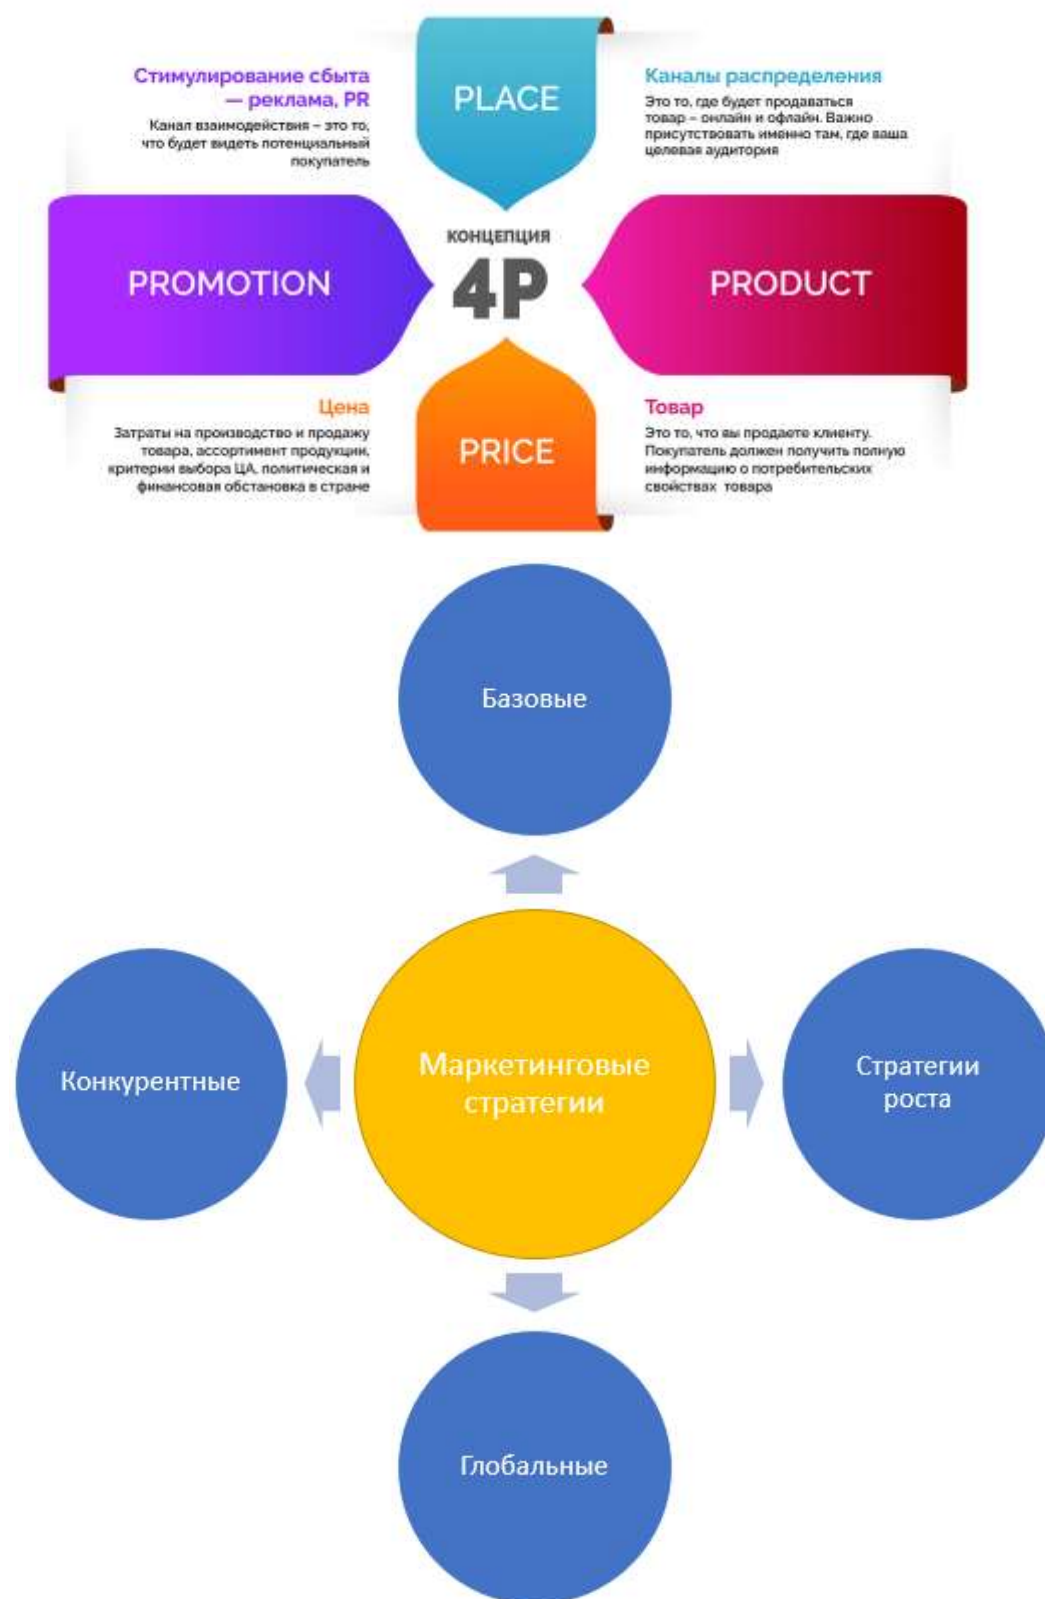 Стимулирование сбыта
— реклама, PR
Канал взаимодействия – это то,
что будет видеть потенциальный
покупатель
PLACE
Каналы распределения
Это то, где будет продаваться
товар – онлайн и офлайн. Важно
присутствовать именно там, где ваша
целевая аудитория
PROMOTION
КОНЦЕПЦИЯ
4P
PRODUCT
Цена
Затраты на производство и продажу
товара, ассортимент продукции,
критерии выбора ЦА, политическая и
финансовая обстановка в стране
PRICE
Товар
Это то, что вы продаете клиенту.
Покупатель должен получить полную
информацию о потребительских
свойствах товара
Базовые
Конкурентные
Маркетинговые
стратегии
Стратегии
роста
Глобальные